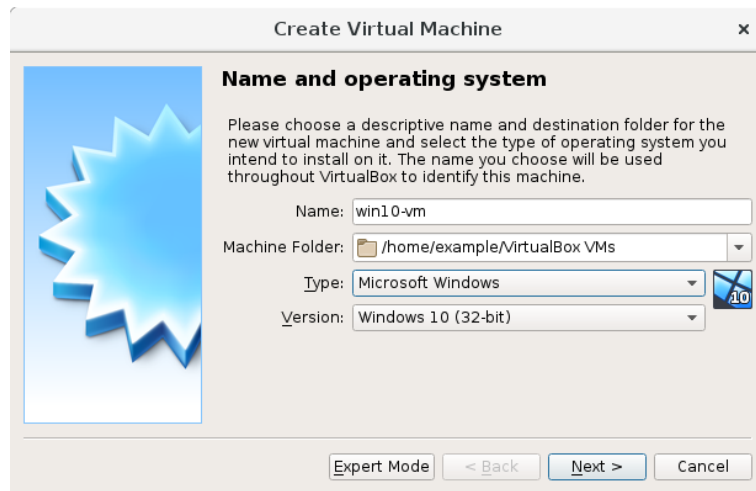 Create Virtual Machine
Name and operating system
Please choose a descriptive name and destination folder for the
new virtual machine and select the type of operating system you
intend to install on it. The name you choose will be used
throughout VirtualBox to identify this machine.
Name: win10-vm
Machine Folder: /home/example/VirtualBox VMs
Type: Microsoft Windows
10
Version: Windows 10 (32-bit)
Expert Mode < Back Next > Cancel